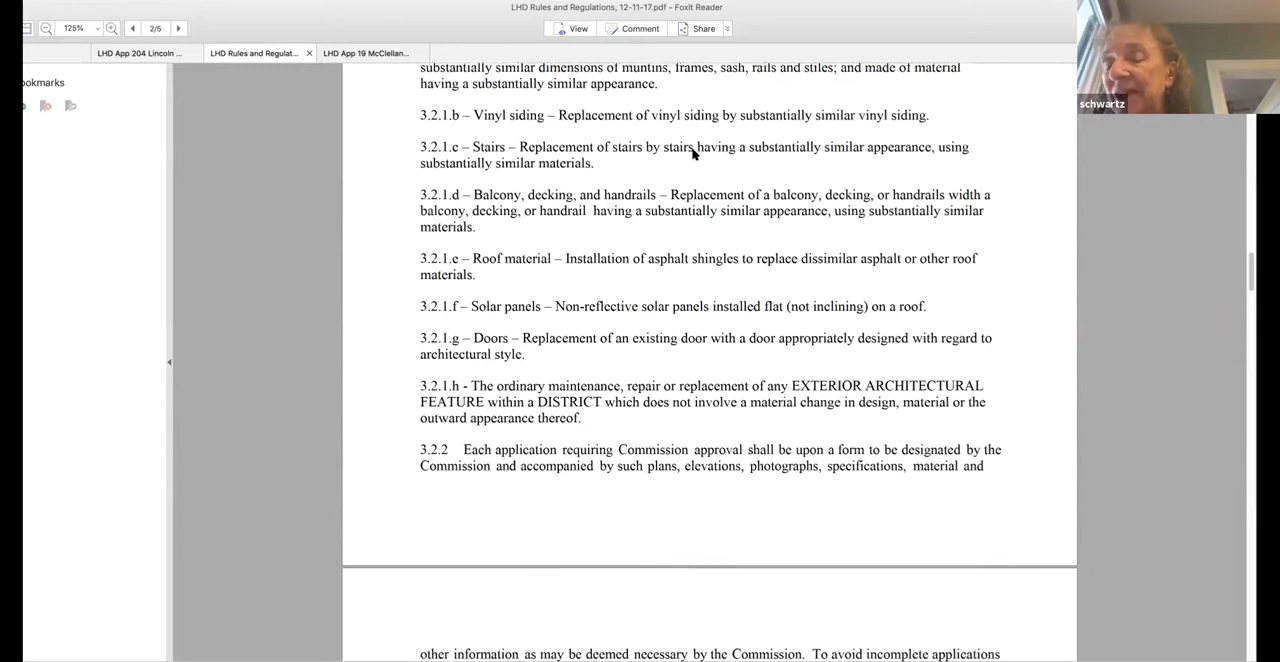 LHD Rules and Regulations, 12-11-17.pdf - Foxit Reader
125%
2/5
View
Comment
Share
LHD App 204 Lincoln ...
LHD Rules and Regulat...
LHD App 19 McClellan...
ookmarks
schwartz
substantially similar dimensions of muntins, frames, sash, rails and stiles; and made of material
having a substantially similar appearance.
3.2.1.b – Vinyl siding – Replacement of vinyl siding by substantially similar vinyl siding.
3.2.1.c – Stairs – Replacement of stairs by stairs having a substantially similar appearance, using
substantially similar materials.
3.2.1.d – Balcony, decking, and handrails – Replacement of a balcony, decking, or handrails width a
balcony, decking, or handrail having a substantially similar appearance, using substantially similar
materials.
3.2.1.e – Roof material – Installation of asphalt shingles to replace dissimilar asphalt or other roof
materials.
3.2.1.f – Solar panels – Non-reflective solar panels installed flat (not inclining) on a roof.
3.2.1.g – Doors – Replacement of an existing door with a door appropriately designed with regard to
architectural style.
3.2.1.h - The ordinary maintenance, repair or replacement of any EXTERIOR ARCHITECTURAL
FEATURE within a DISTRICT which does not involve a material change in design, material or the
outward appearance thereof.
3.2.2 Each application requiring Commission approval shall be upon a form to be designated by the
Commission and accompanied by such plans, elevations, photographs, specifications, material and
other information as may be deemed necessary by the Commission. To avoid incomplete applications